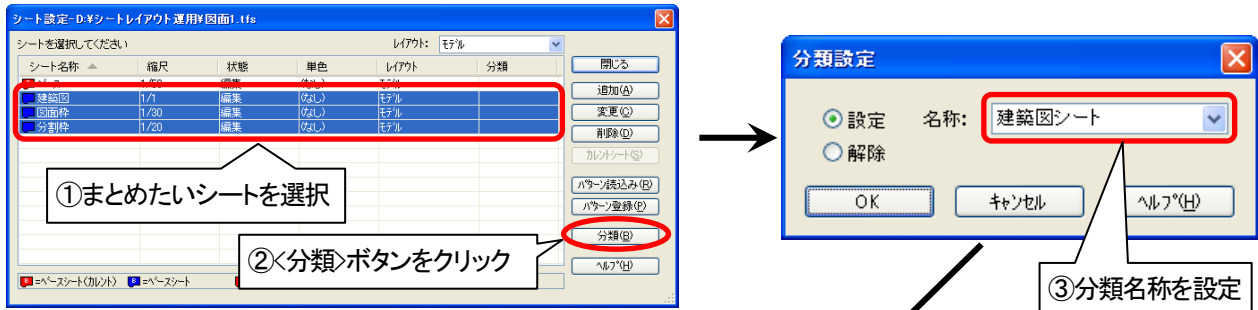 シート設定-D:¥シートレイアウト運用¥図面1.tfs
シートを選択してください
レイアウト: モデル
シート名称 縮尺 状態 単色 レイアウト 分類
建築図 1/1 編集 (なし) モデル
図面枠 1/30 編集 (なし) モデル
分割枠 1/20 編集 (なし) モデル
閉じる
追加(A)
変更(C)
削除(D)
カレントシート(S)
パターン読込み(R)
パターン登録(P)
分類(B)
ヘルプ(H)
=ベースシート(カレント) =ベースシート
①まとめたいシートを選択
②<分類>ボタンをクリック
分類設定
設定 名称: 建築図シート
解除
OK キャンセル ヘルプ(H)
③分類名称を設定